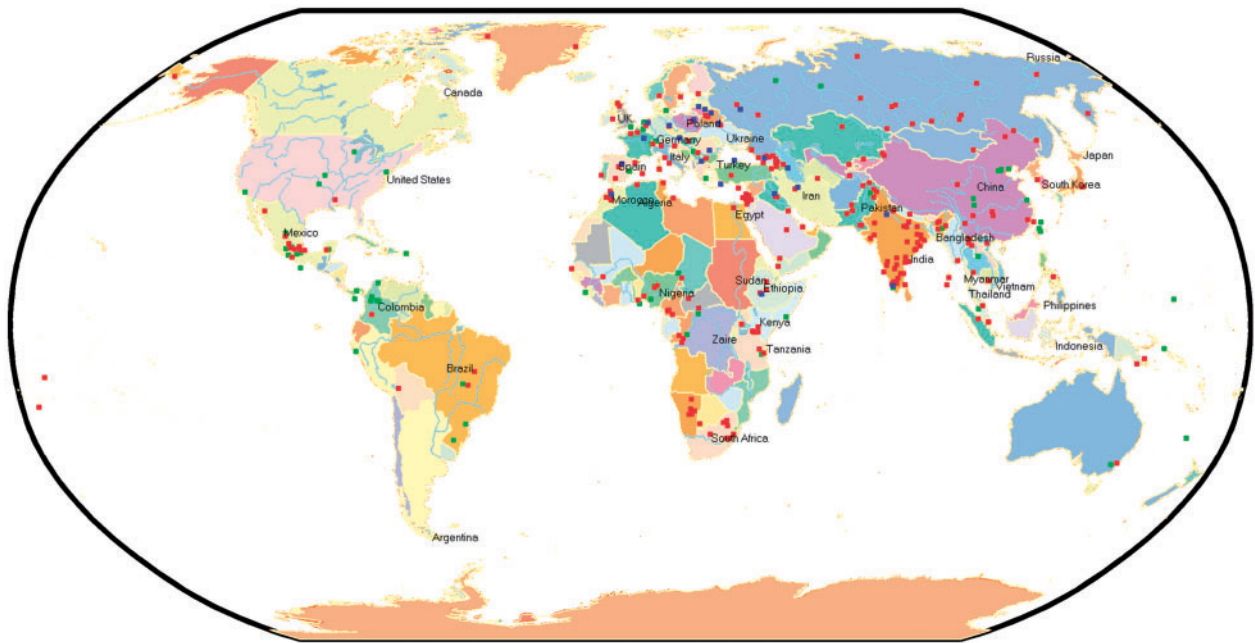 Russia
Canada
UK
Poland
Germany
Ukraine
Italy
Japan
Spain
Turkey
United States
China
South Korea
Iran
Morocco
Algeria
Pakistan
Egypt
Mexico
Bangladesh
India
Sudan
Ethiopia
Myanmar
Vietnam
Nigeria
Thailand
Colombia
Philippines
Kenya
Zaire
Indonesia
Tanzania
Brazil
South Africa
Argentina